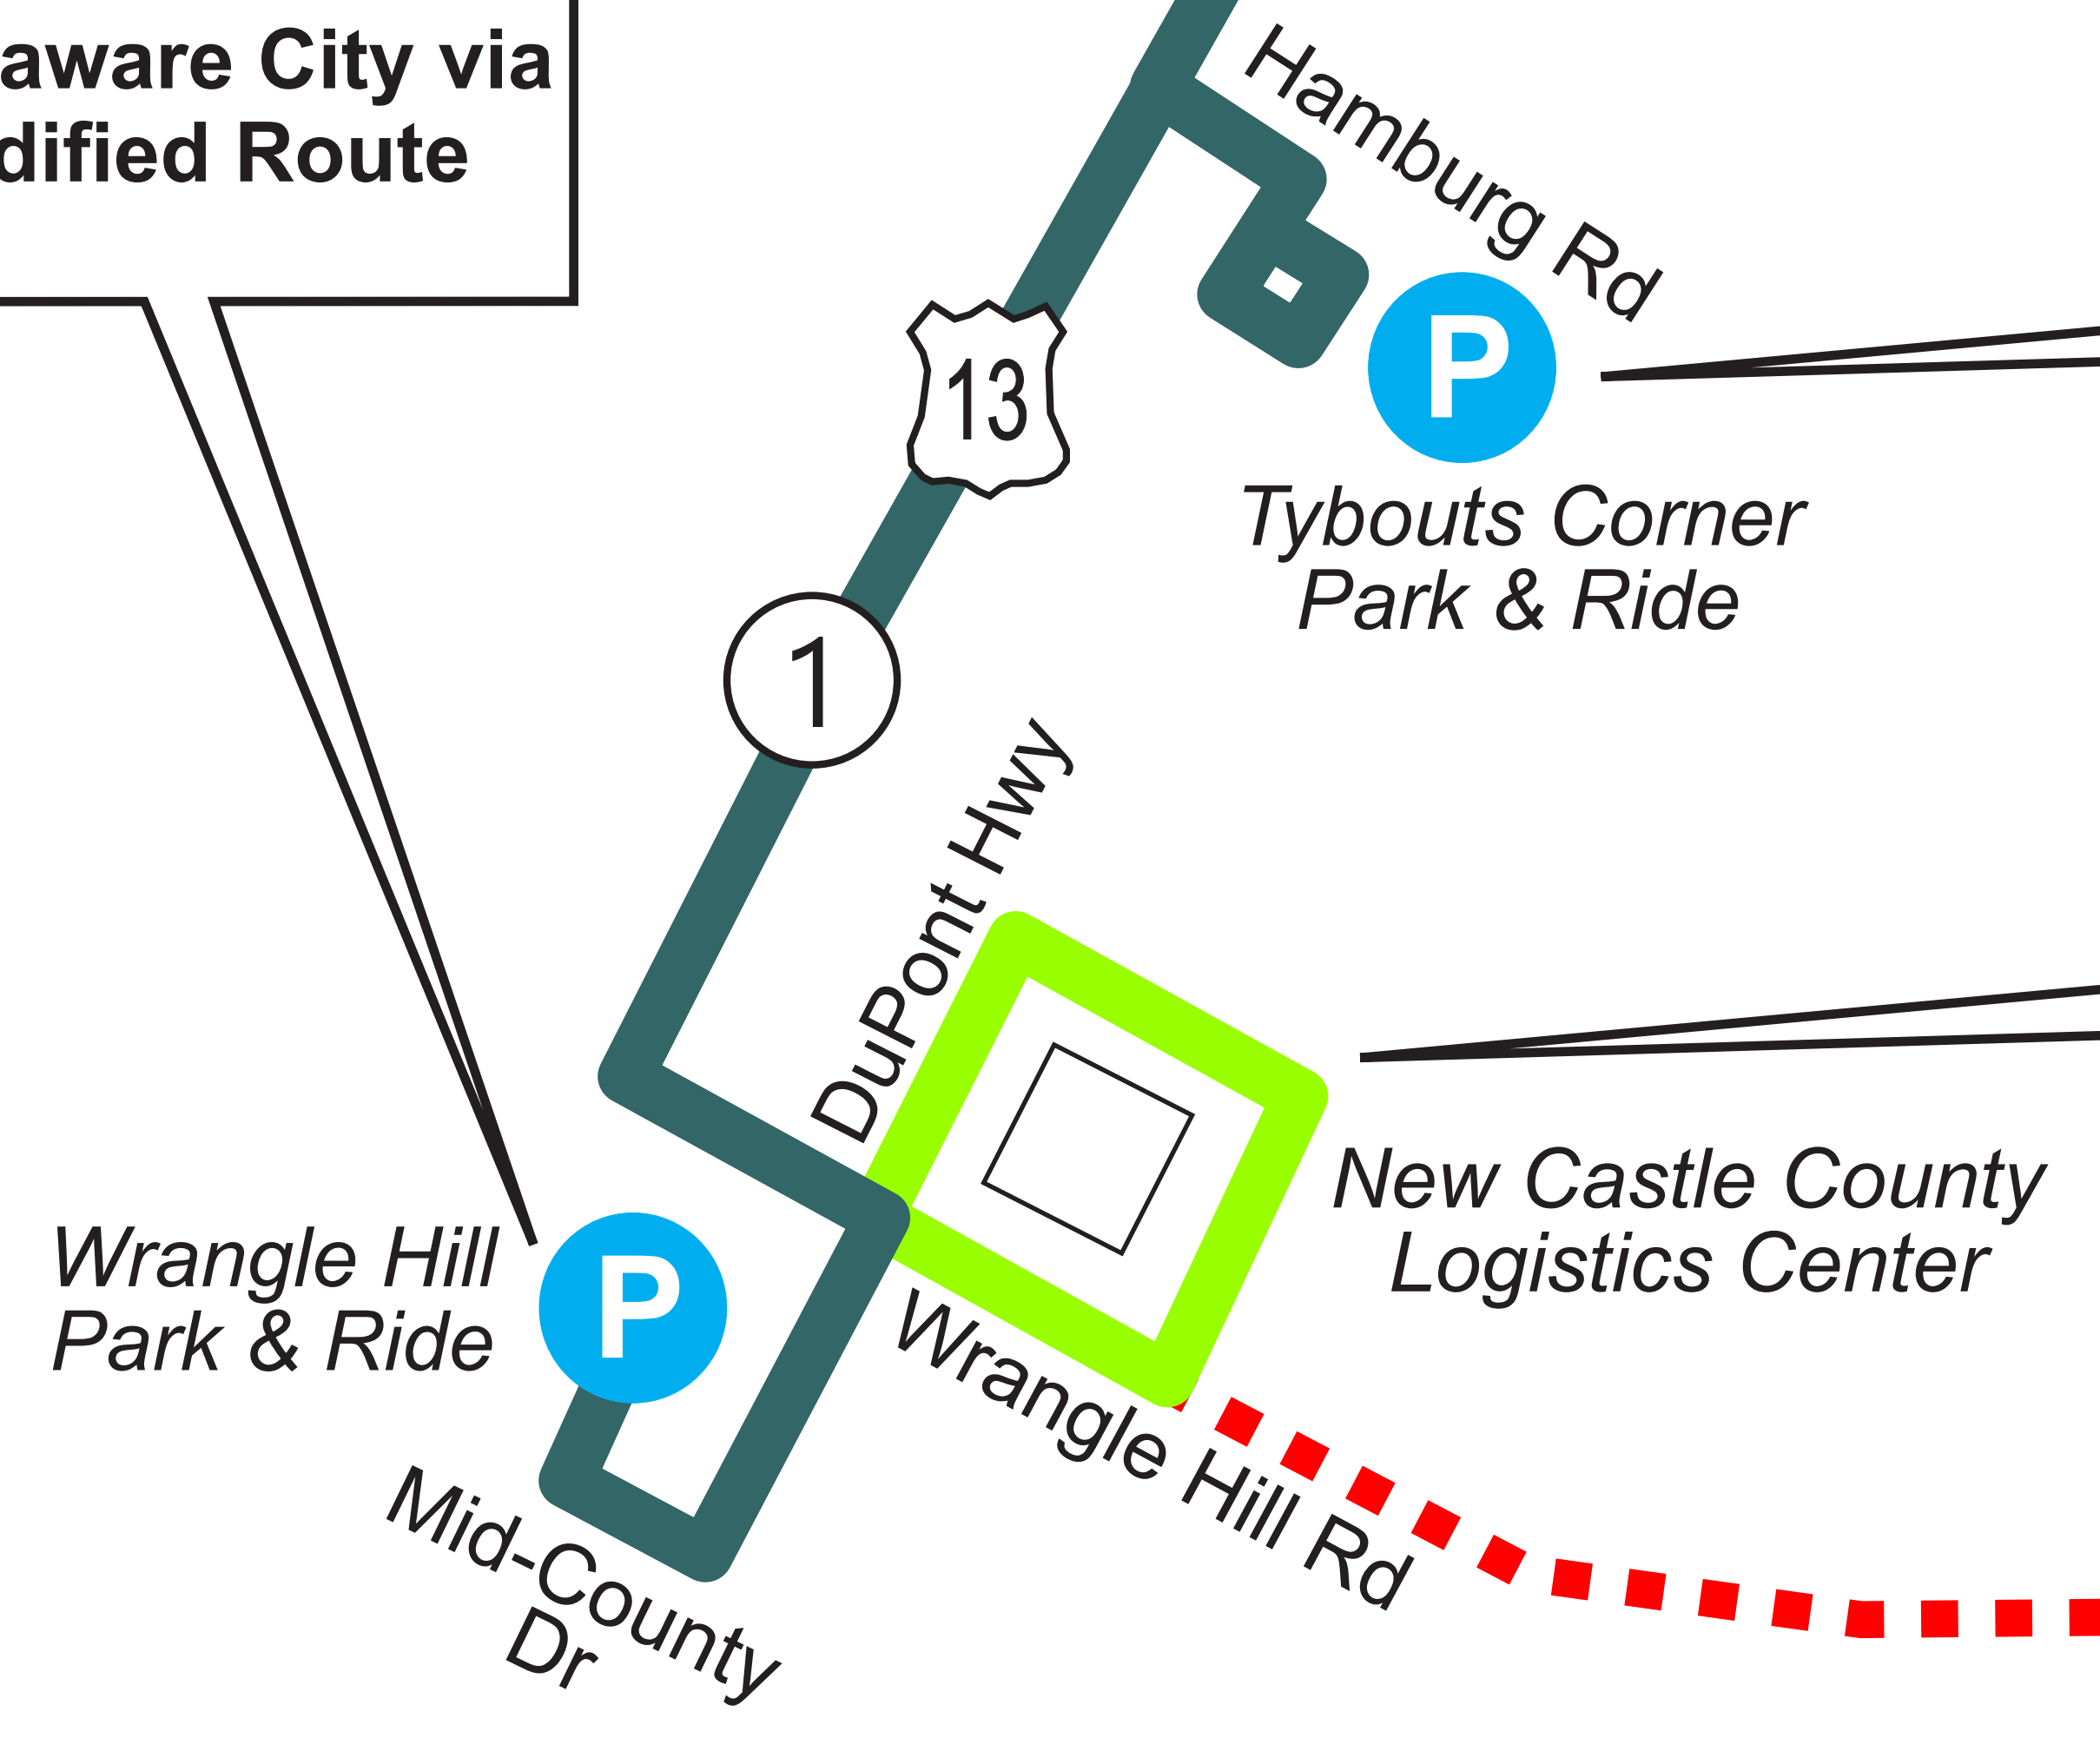 aware City via
dified Route
Hamburg Rd
13
P
Tybouts Corner
Park & Ride
1
DuPont Hwy
New Castle County
Logistics Center
Wrangle Hill
Park & Ride
P
Wrangle Hill Rd
Mid-County
Dr